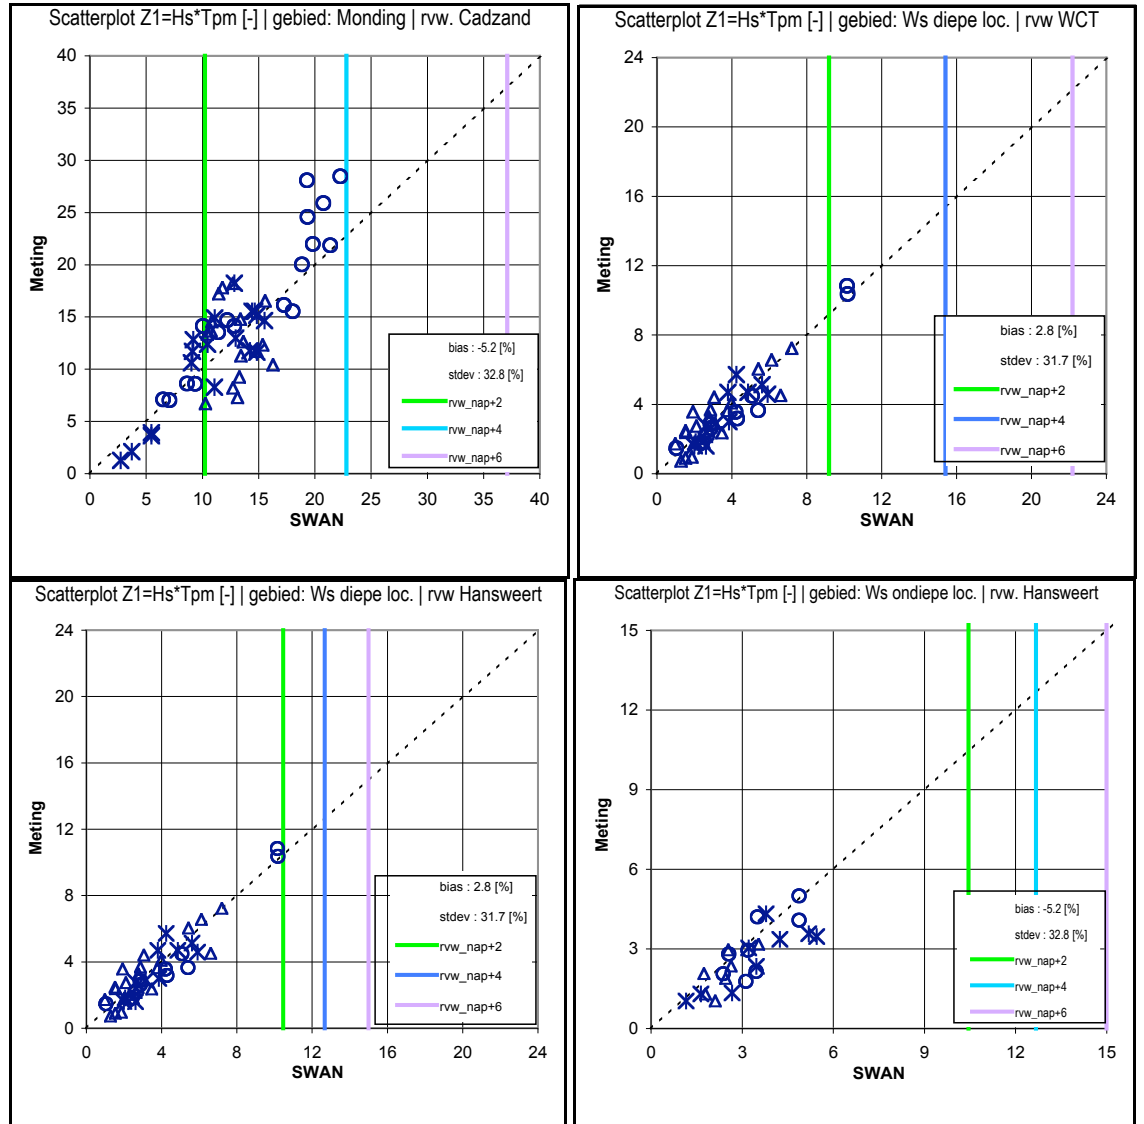 Scatterplot Z1=Hs*Tpm [-] | gebied: Monding | rvw. Cadzand
40
35
30
25
20
15
10
5
0
Meting
bias : -5.2 [%]
stdev : 32.8 [%]
rvw_nap+2
rvw_nap+4
rvw_nap+6
0 5 10 15 20 25 30 35 40
SWAN
Scatterplot Z1=Hs*Tpm [-] | gebied: Ws diepe loc. | rvw WCT
24
20
16
12
8
4
0
Meting
bias : 2.8 [%]
stdev : 31.7 [%]
rvw_nap+2
rvw_nap+4
rvw_nap+6
0 4 8 12 16 20 24
SWAN
Scatterplot Z1=Hs*Tpm [-] | gebied: Ws diepe loc. | rvw Hansweert
24
20
16
12
8
4
0
Meting
bias : 2.8 [%]
stdev : 31.7 [%]
rvw_nap+2
rvw_nap+4
rvw_nap+6
0 4 8 12 16 20 24
SWAN
Scatterplot Z1=Hs*Tpm [-] | gebied: Ws ondiepe loc. | rvw. Hansweert
15
12
9
6
3
0
Meting
bias : -5.2 [%]
stdev : 32.8 [%]
rvw_nap+2
rvw_nap+4
rvw_nap+6
0 3 6 9 12 15
SWAN